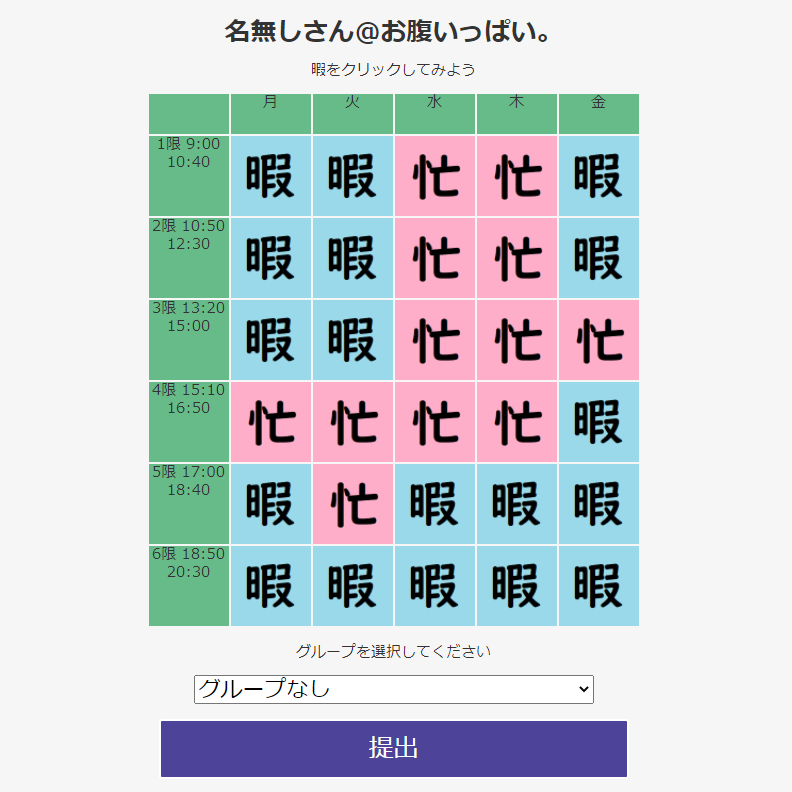 名無しさん@お腹いっぱい。
暇をクリックしてみよう
月 火 水 木 金
1限 9:00
10:40
暇 暇 忙 忙 暇
2限 10:50
12:30
暇 暇 忙 忙 暇
3限 13:20
15:00
暇 暇 忙 忙 忙
4限 15:10
16:50
忙 忙 忙 忙 暇
5限 17:00
18:40
暇 忙 暇 暇 暇
6限 18:50
20:30
暇 暇 暇 暇 暇
グループを選択してください
グループなし
提出